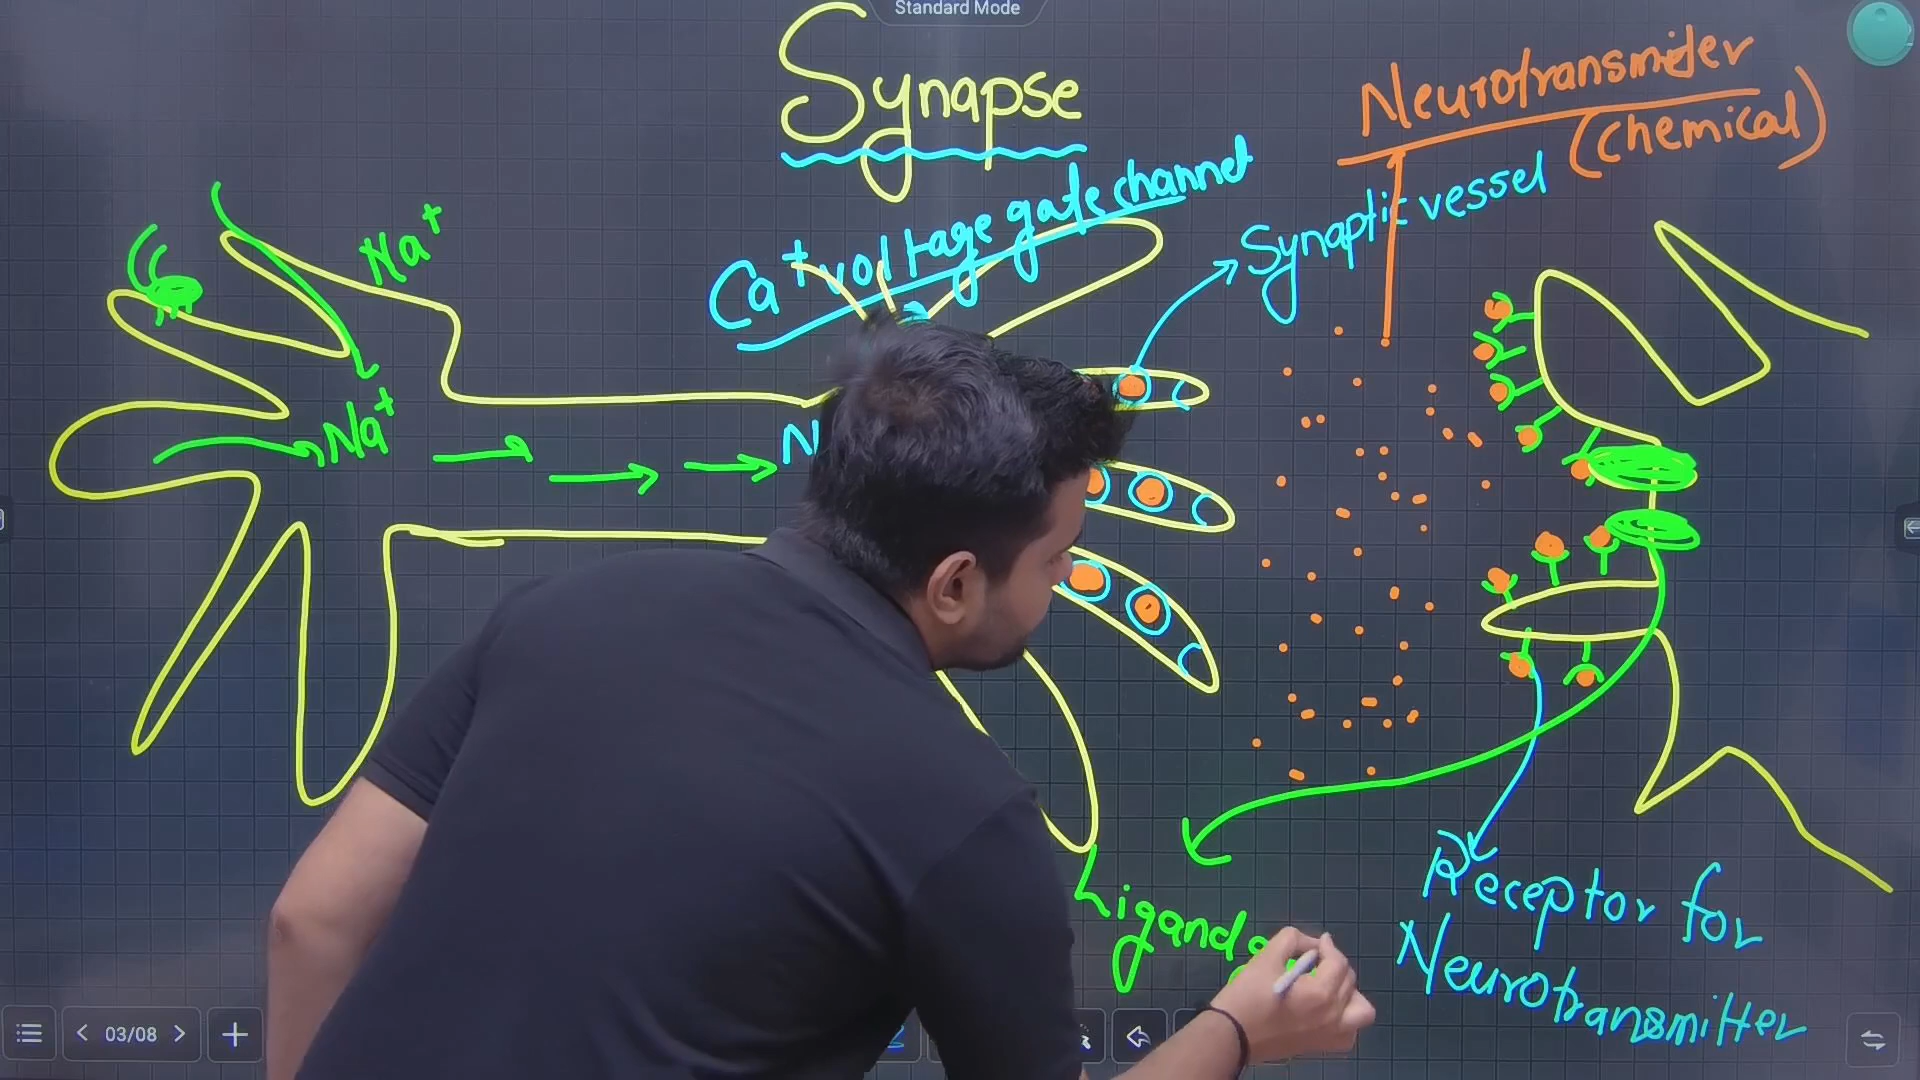 Standard Mode
Synapse
Neurotransmitter
(chemical)
Ca+ voltage gate channel
Synaptic vessel
Na+
Na+
N
Ligand
Receptor for
Neurotransmitter
03/08